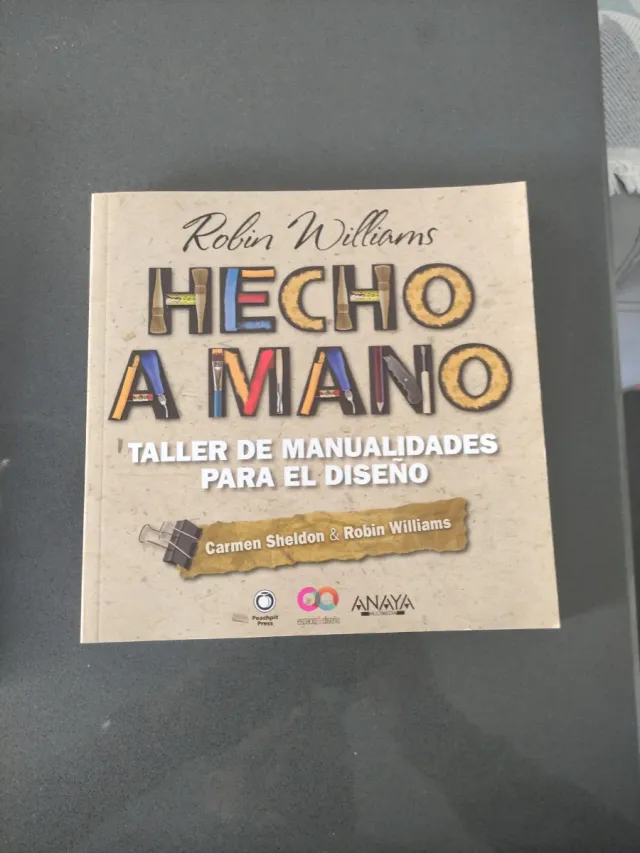 Robin Williams
HECHO
A MANO
TALLER DE MANUALIDADES
PARA EL DISEÑO
Carmen Sheldon & Robin Williams
Peachpit
Press
espacio de diseño
ANAYA